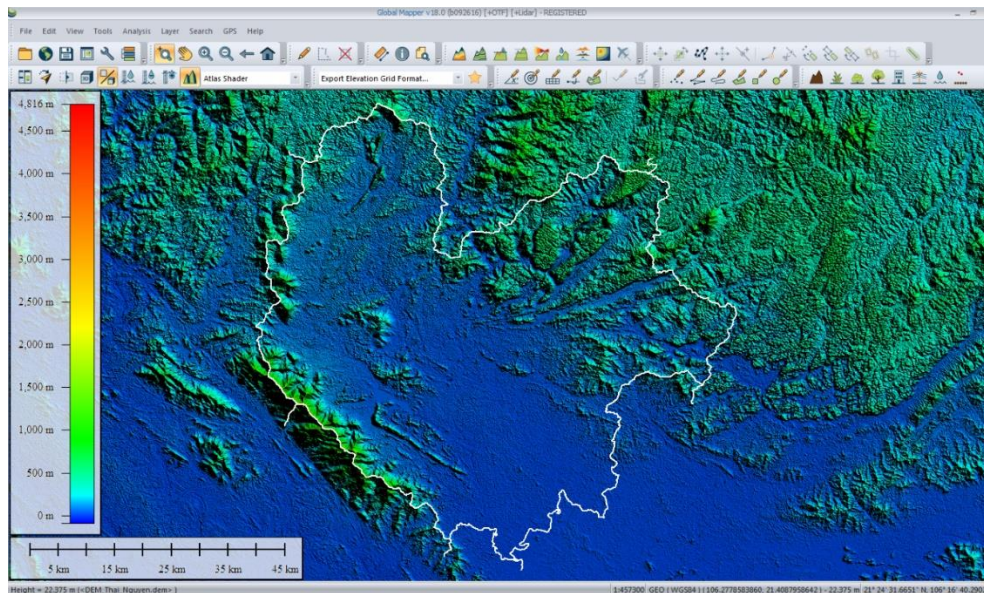 Global Mapper v18.0 (b092616) [+OTF] [+Lidar] - REGISTERED
File Edit View Tools Analysis Layer Search GPS Help
Atlas Shader Export Elevation Grid Format...
4,816 m
4,500 m
4,000 m
3,500 m
3,000 m
2,500 m
2,000 m
1,500 m
1,000 m
500 m
0 m
5 km 15 km 25 km 35 km 45 km
Height = 22.375 m (<DEM_Thai_Nguyen.dem> ) 1:457300 GEO (WGS84) (106.2778583860, 21.4087958642) - 22.375 m 21° 24' 31.6651" N, 106° 16' 40.290